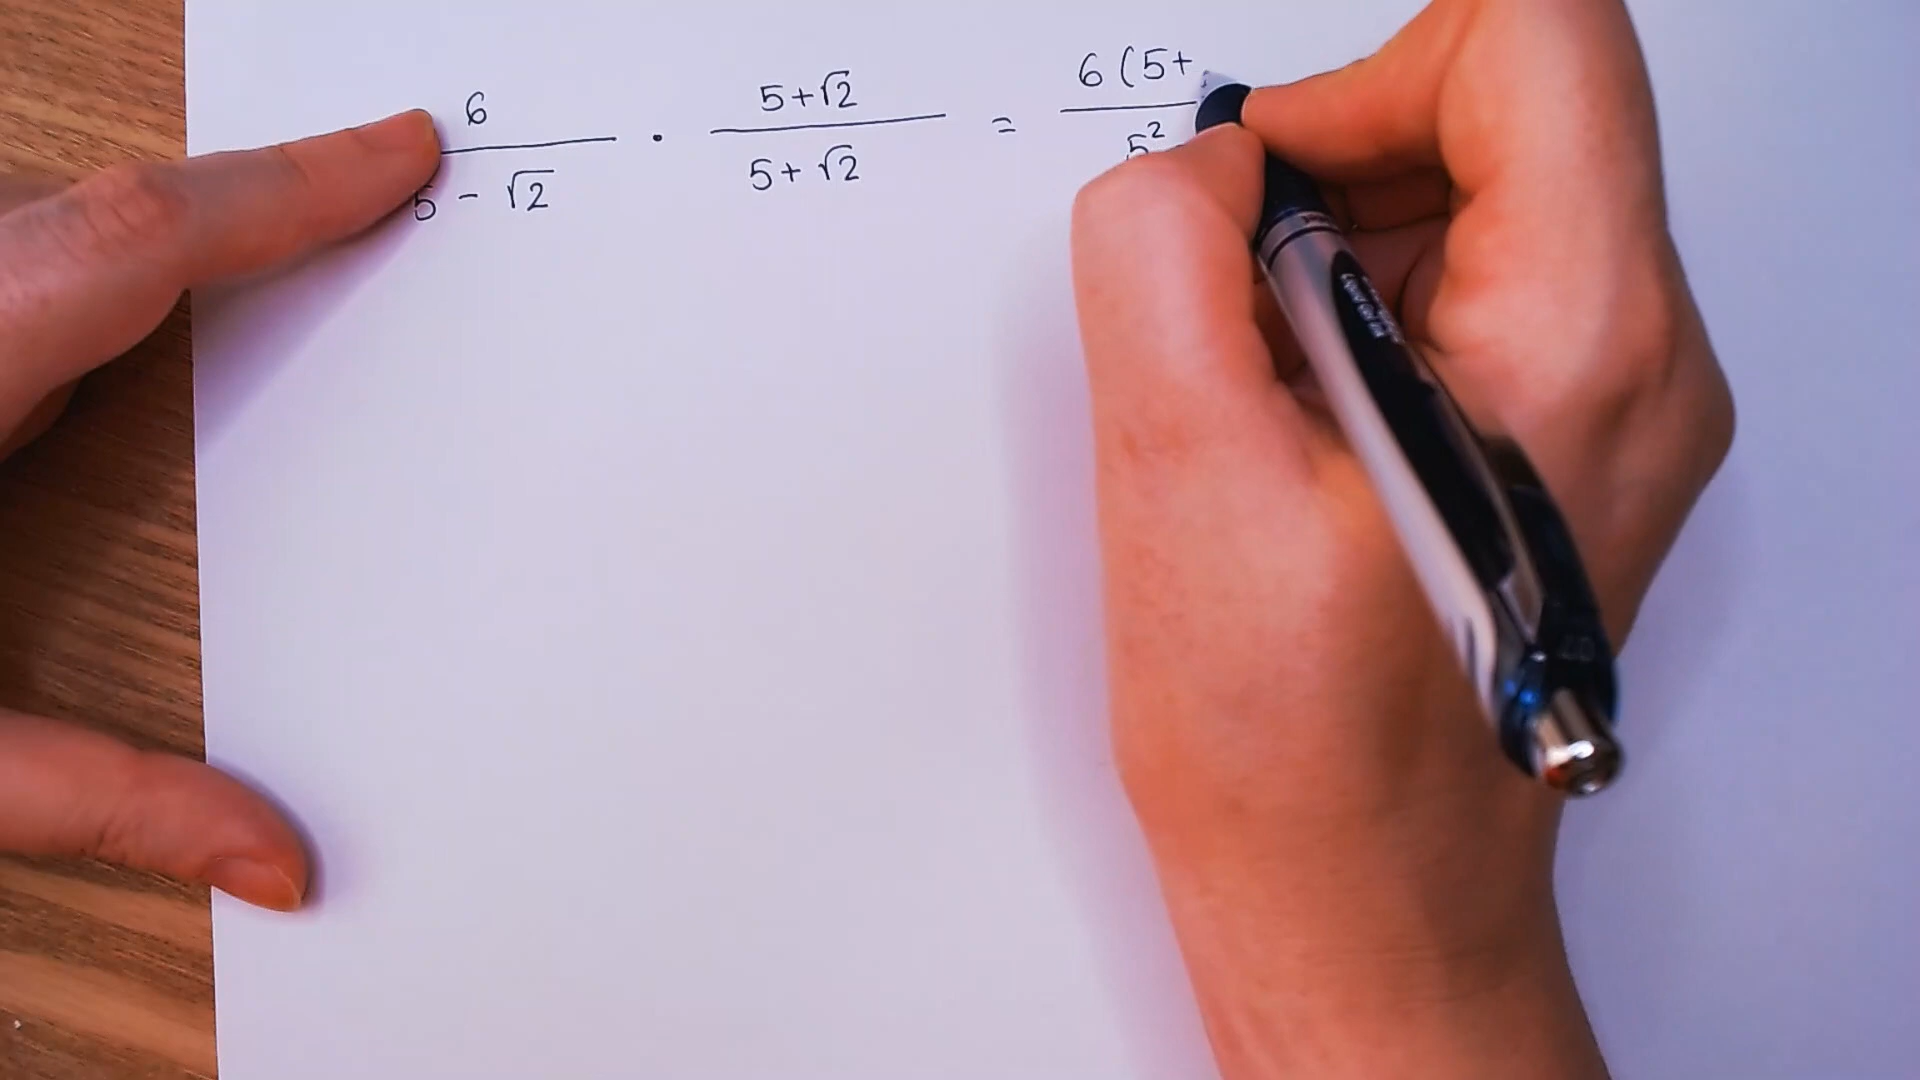 6/(5 - √2) · (5+√2)/(5+√2) = 6(5+ / 5²